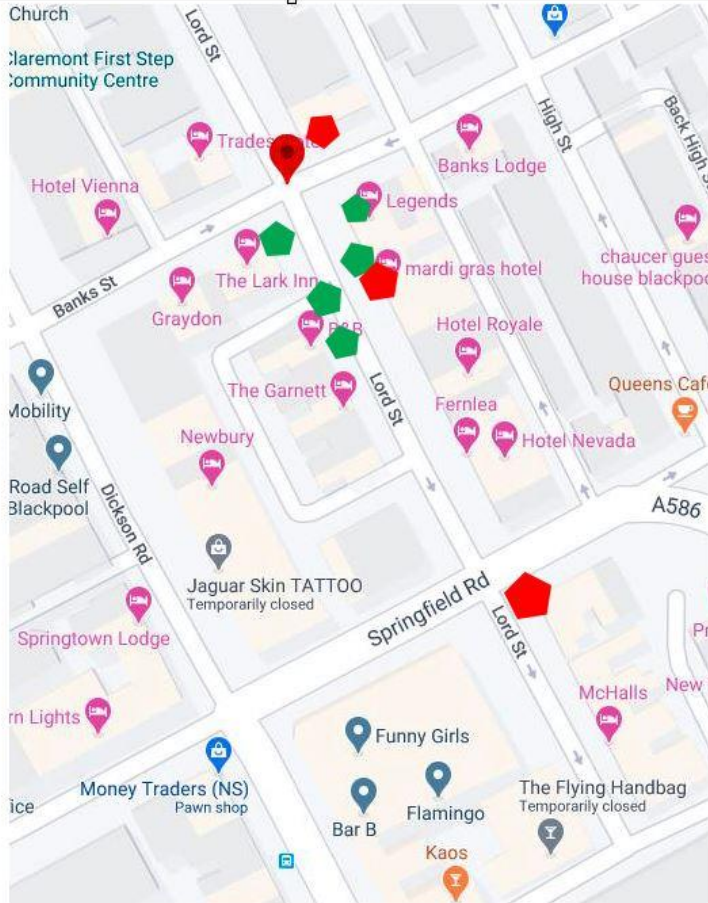 Church
Lord St
Claremont First Step
Community Centre
High St
Back High S
Trades
Banks Lodge
Hotel Vienna
Legends
chaucer gues
house blackpoo
The Lark Inn
mardi gras hotel
Banks St
Graydon
B&B
Hotel Royale
The Garnett
Lord St
Queens Caf
Mobility
Fernlea
Newbury
Hotel Nevada
Road Self
Blackpool
Dickson Rd
A586
Jaguar Skin TATTOO
Temporarily closed
Springfield Rd
Springtown Lodge
Lord St
Pr
McHalls
New
rn Lights
Funny Girls
Money Traders (NS)
Pawn shop
The Flying Handbag
Temporarily closed
ice
Flamingo
Bar B
Kaos